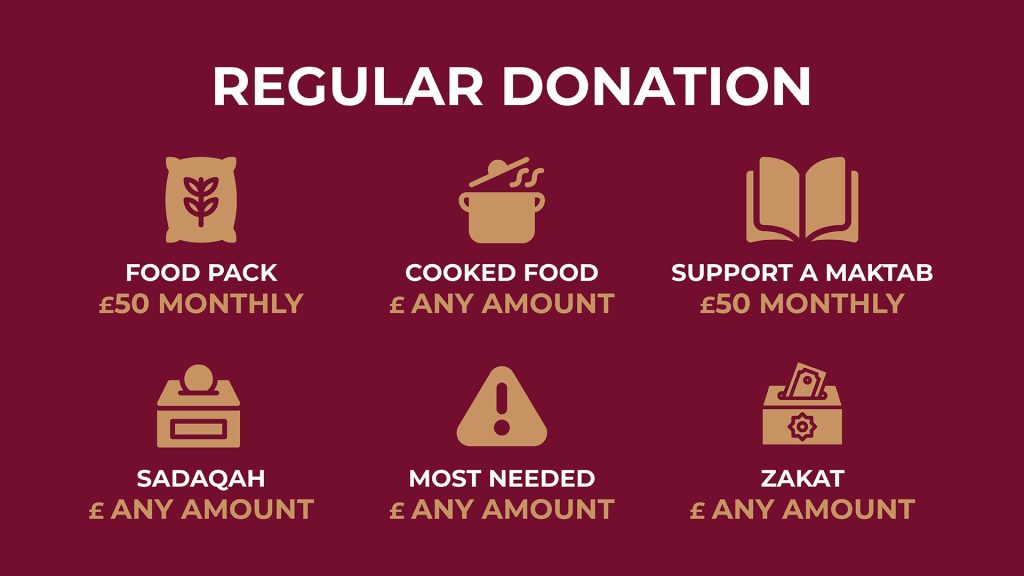 REGULAR DONATION
FOOD PACK
£50 MONTHLY
COOKED FOOD
£ ANY AMOUNT
SUPPORT A MAKTAB
£50 MONTHLY
SADAQAH
£ ANY AMOUNT
MOST NEEDED
£ ANY AMOUNT
ZAKAT
£ ANY AMOUNT